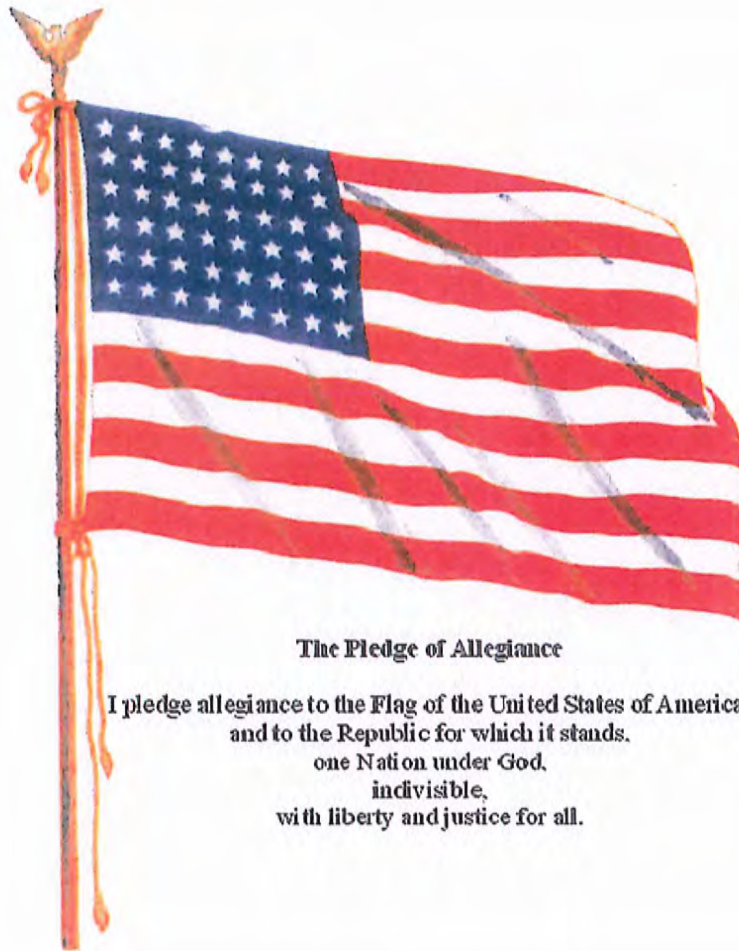 The Pledge of Allegiance
I pledge allegiance to the Flag of the United States of America
and to the Republic for which it stands,
one Nation under God,
indivisible,
with liberty and justice for all.